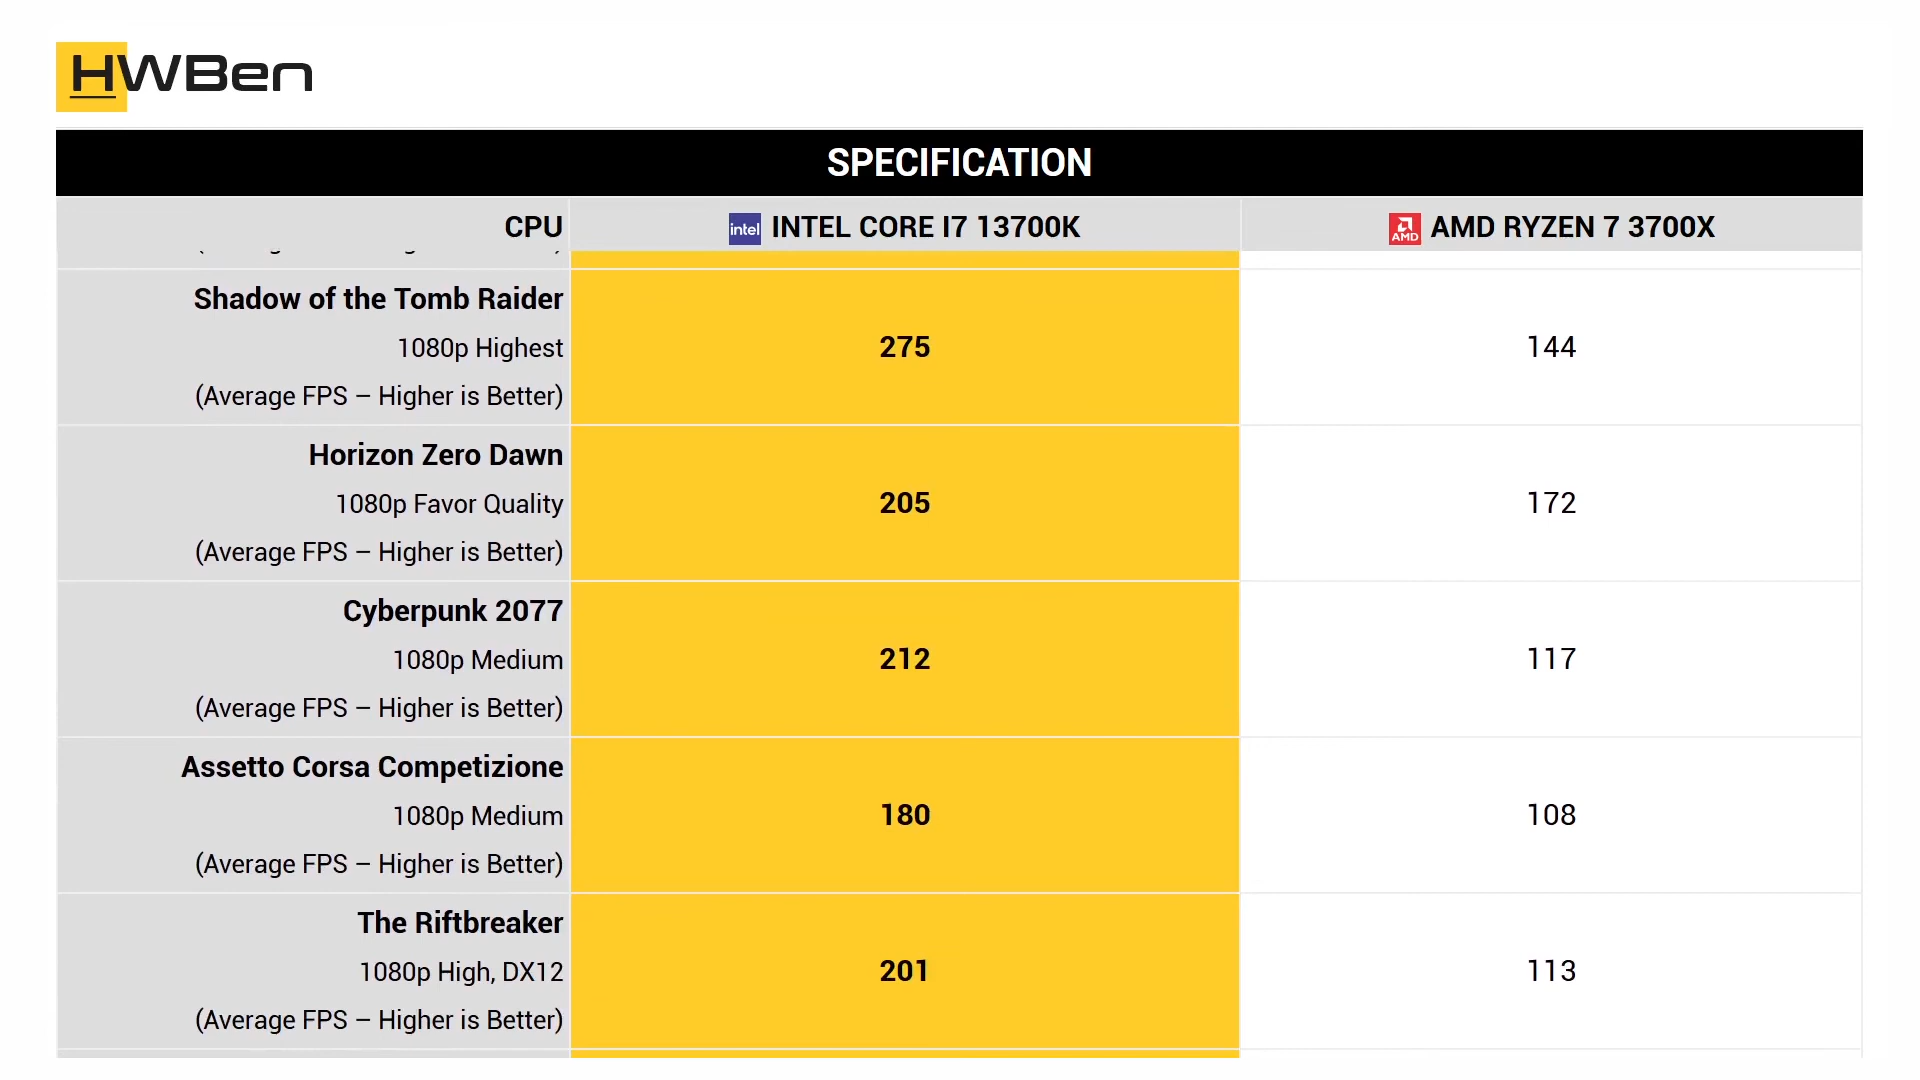 HWBen
SPECIFICATION
CPU
intel INTEL CORE I7 13700K
AMD AMD RYZEN 7 3700X
Shadow of the Tomb Raider
1080p Highest
(Average FPS – Higher is Better)
275
144
Horizon Zero Dawn
1080p Favor Quality
(Average FPS – Higher is Better)
205
172
Cyberpunk 2077
1080p Medium
(Average FPS – Higher is Better)
212
117
Assetto Corsa Competizione
1080p Medium
(Average FPS – Higher is Better)
180
108
The Riftbreaker
1080p High, DX12
(Average FPS – Higher is Better)
201
113